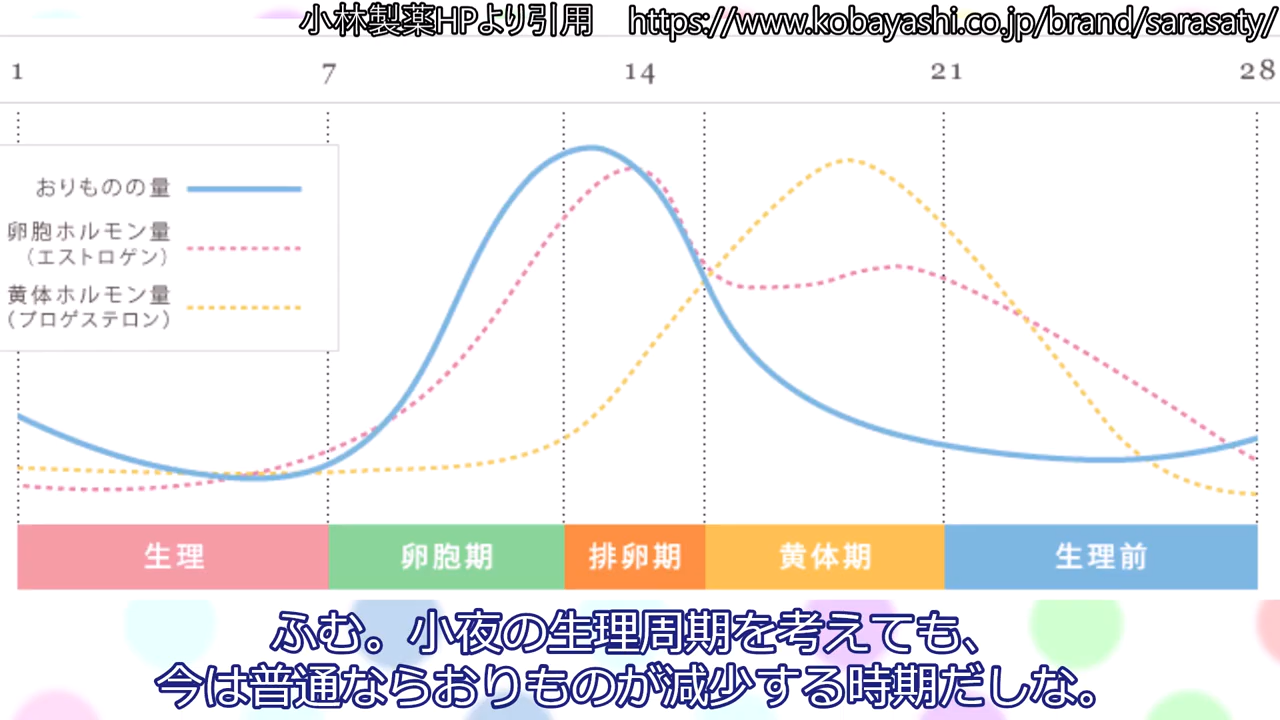 小林製薬HPより引用　https://www.kobayashi.co.jp/brand/sarasaty/
1 7 14 21 28
おりものの量
卵胞ホルモン量
（エストロゲン）
黄体ホルモン量
（プロゲステロン）
生理 卵胞期 排卵期 黄体期 生理前
ふむ。小夜の生理周期を考えても、
今は普通ならおりものが減少する時期だしな。